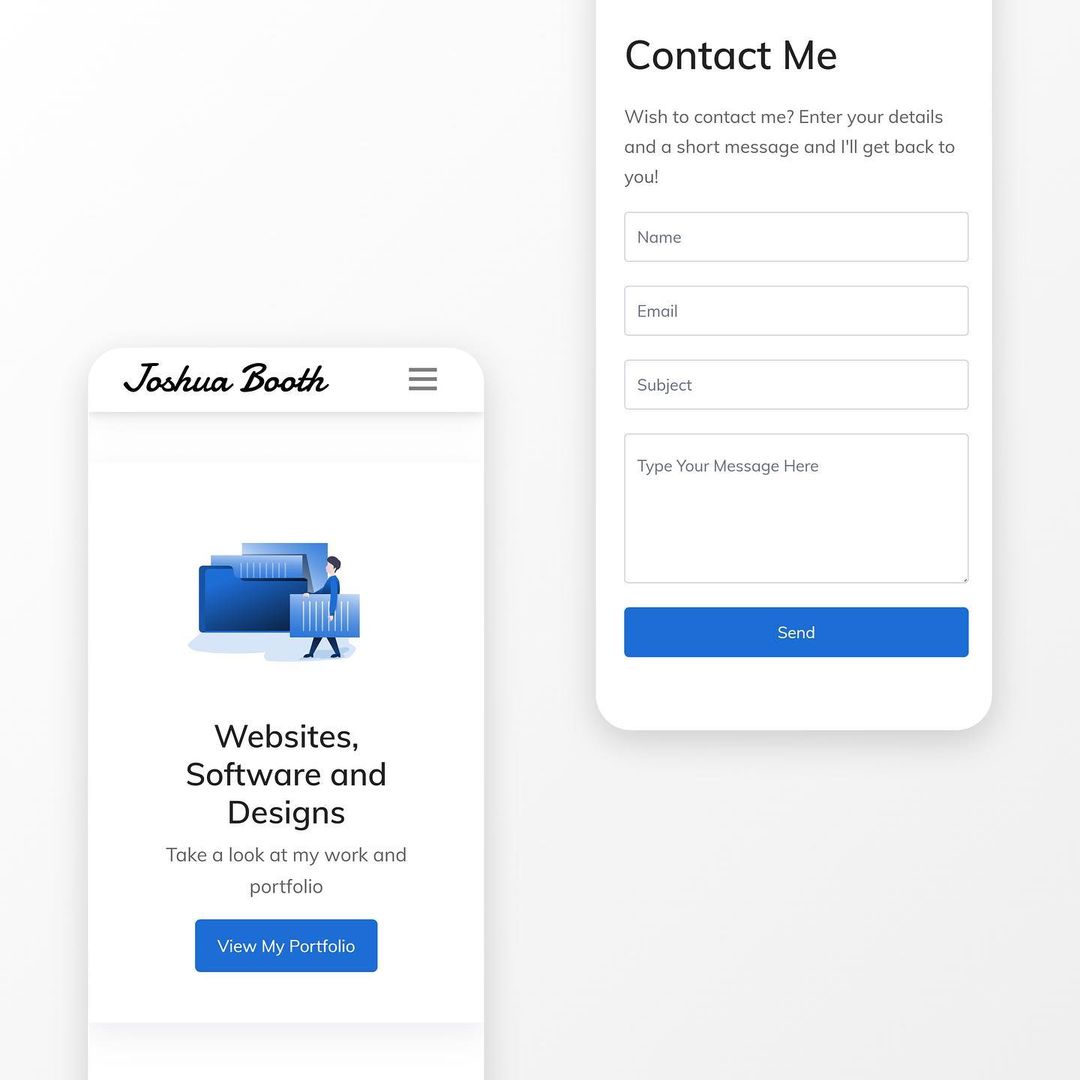 Contact Me
Wish to contact me? Enter your details
and a short message and I'll get back to
you!
Name
Email
Subject
Type Your Message Here
Send
Joshua Booth
Websites,
Software and
Designs
Take a look at my work and
portfolio
View My Portfolio